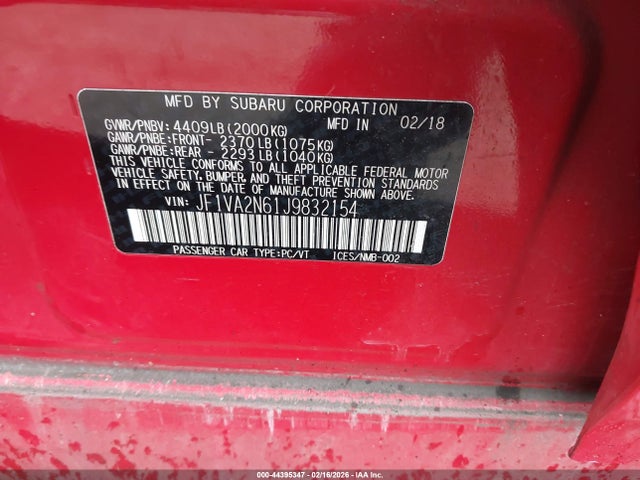 MFD BY SUBARU CORPORATION
GVWR/PNBV: 4409LB(2000KG) MFD IN 02/18
GAWR/PNBE:FRONT- 2370LB(1075KG)
GAWR/PNBE:REAR - 2293LB(1040KG)
THIS VEHICLE CONFORMS TO ALL APPLICABLE FEDERAL MOTOR
VEHICLE SAFETY, BUMPER, AND THEFT PREVENTION STANDARDS
IN EFFECT ON THE DATE OF MANUFACTURE SHOWN ABOVE.
VIN: JF1VA2N61J9832154
PASSENGER CAR TYPE:PC/VT ICES/NMB-002
000-44395347 - 02/16/2026 - IAA Inc.